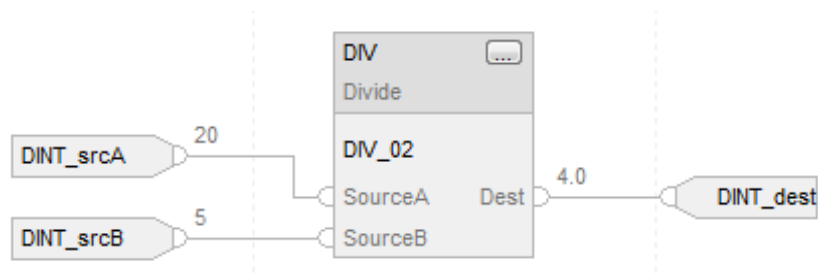 DIV ...
Divide
DIV_02
20
DINT_srcA
SourceA Dest
4.0
DINT_dest
5
DINT_srcB
SourceB